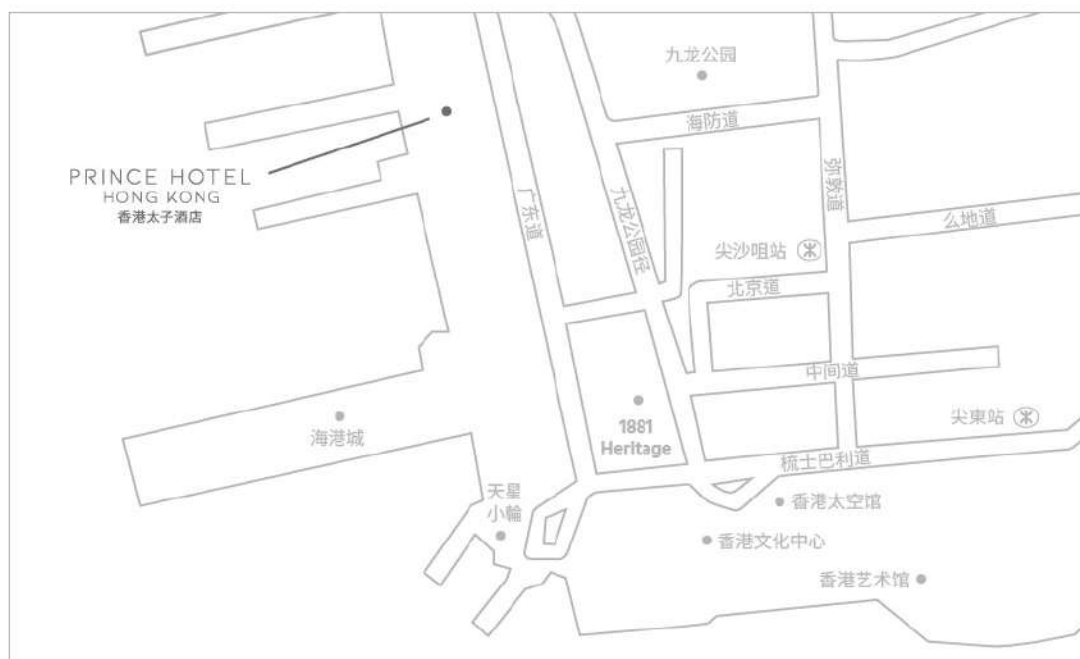 九龙公园
海防道
PRINCE HOTEL
HONG KONG
香港太子酒店
广东道
九龙公园径
弥敦道
么地道
尖沙咀站
北京道
中间道
海港城
1881
Heritage
尖東站
梳士巴利道
天星
小輪
香港太空馆
香港文化中心
香港艺术馆